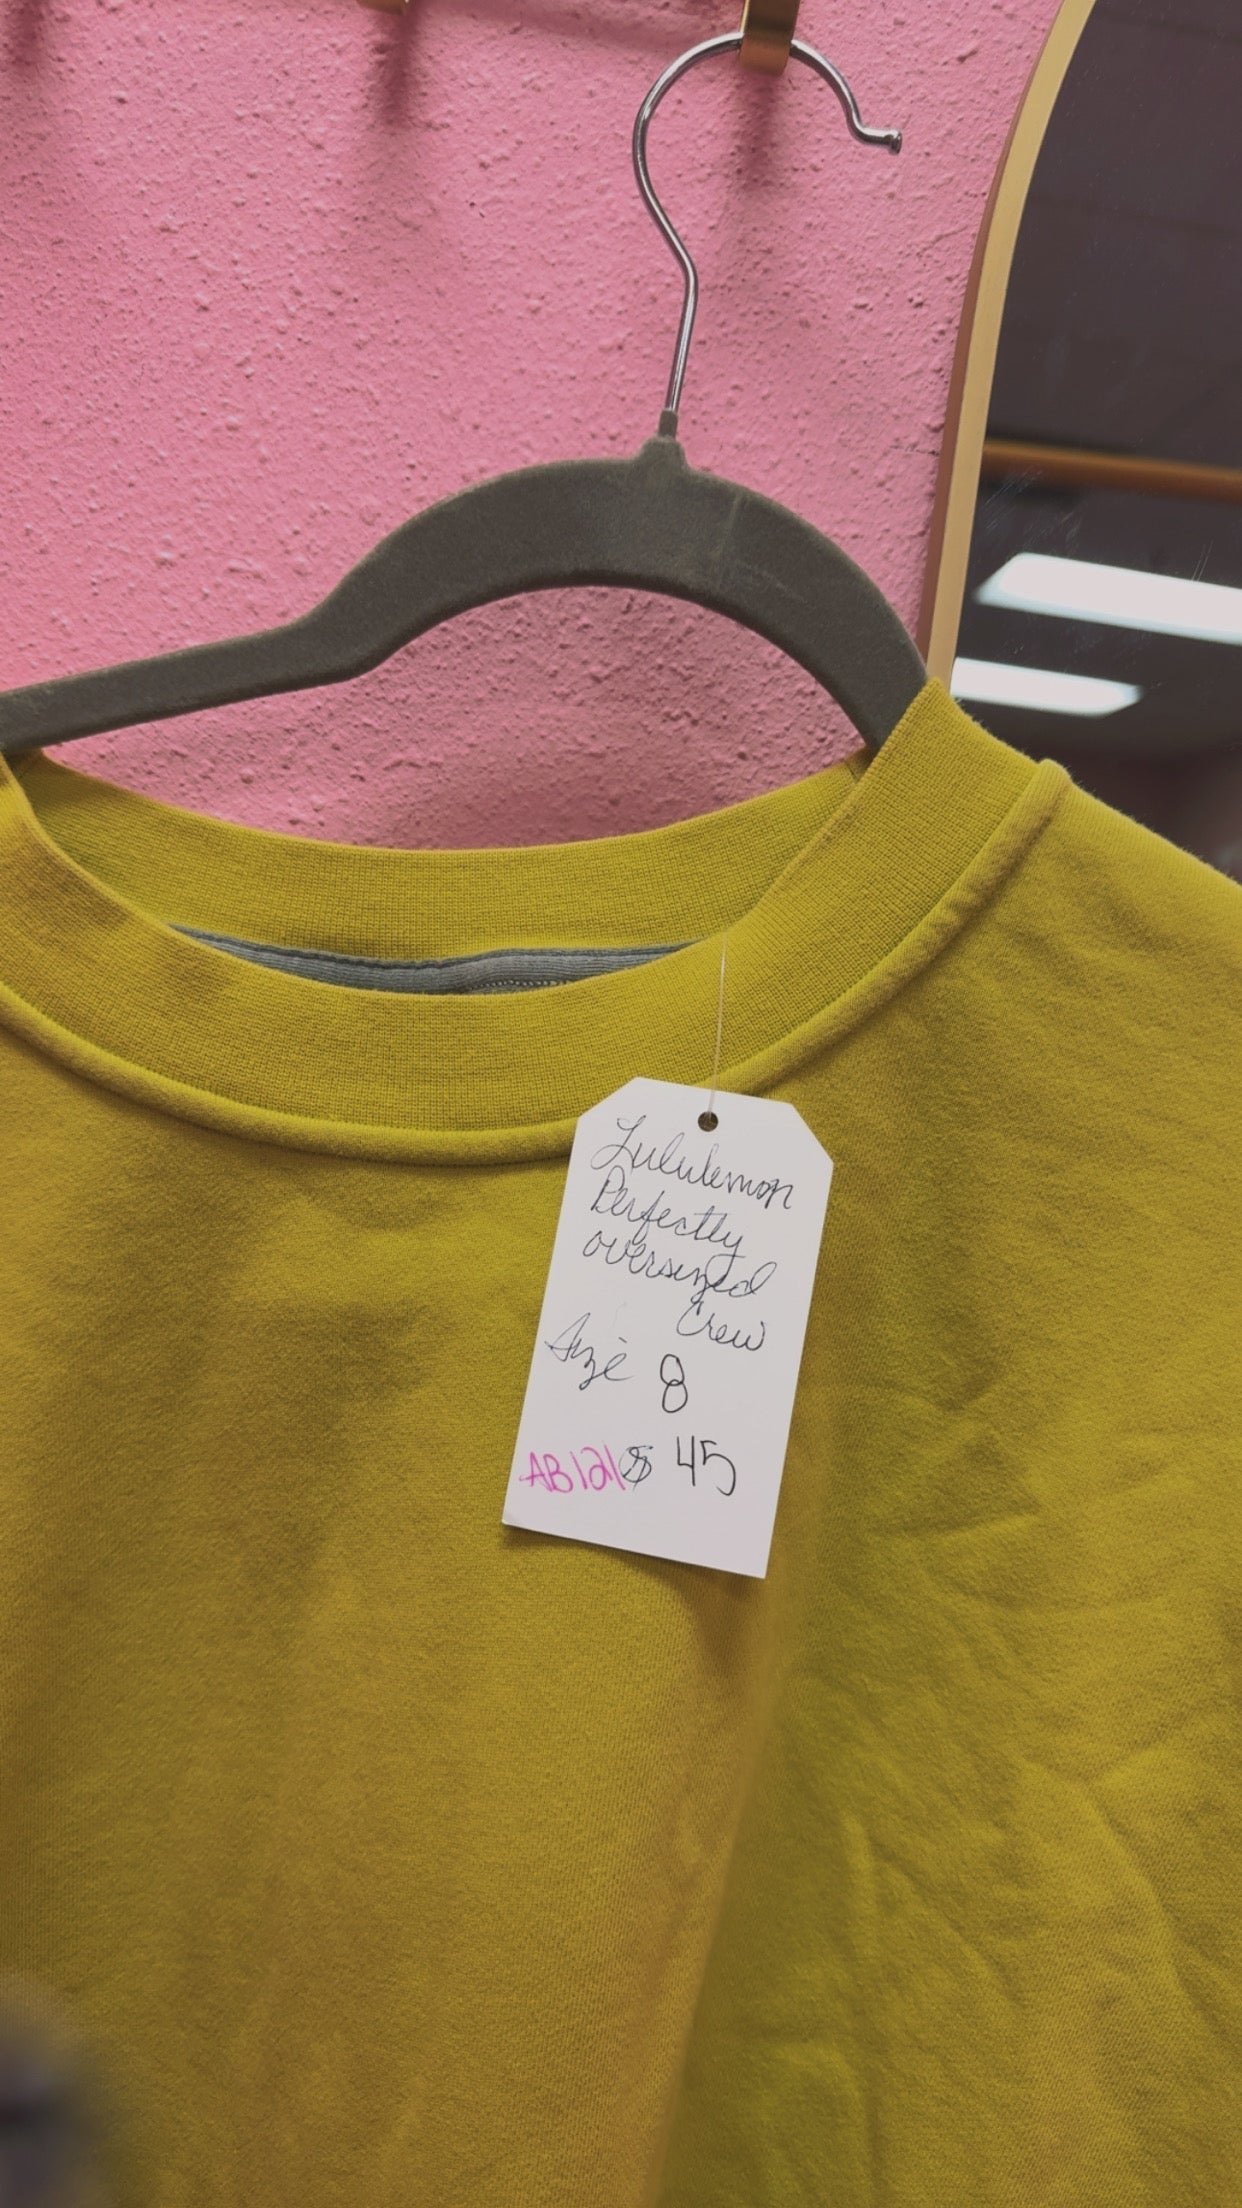 Lululemon
Perfectly
oversized
Crew
Size 8
AB121 $ 45